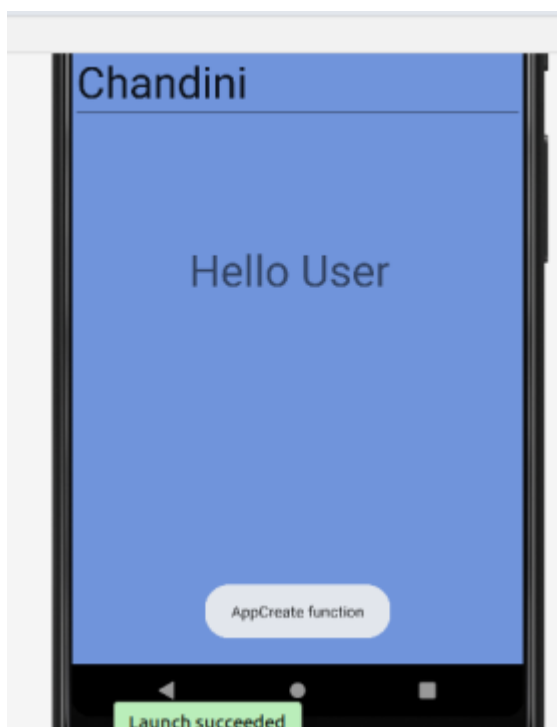 Chandini
Hello User
AppCreate function
Launch succeeded